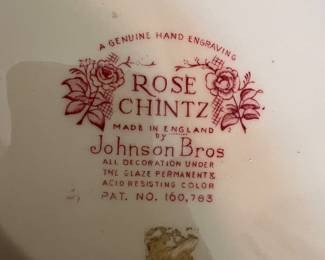 A GENUINE HAND ENGRAVING
ROSE
CHINTZ
MADE IN ENGLAND
by
Johnson Bros
ALL DECORATION UNDER
THE GLAZE PERMANENT &
ACID RESISTING COLOR
PAT. NO. 160,783